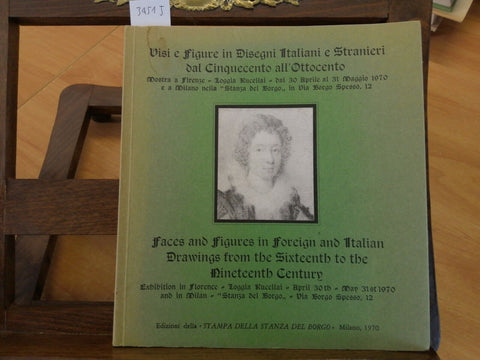 3451 J
Visi e Figure in Disegni Italiani e Stranieri
dal Cinquecento all'Ottocento
Mostra a Firenze - Loggia Rucellai - dal 30 Aprile al 31 Maggio 1970
e a Milano nella "Stanza del Borgo„ in Via Borgo Spesso, 12
Faces and Figures in Foreign and Italian
Drawings from the Sixteenth to the
Nineteenth Century
Exhibition in Florence - Loggia Rucellai - April 30th - May 31st 1970
and in Milan - "Stanza del Borgo„ - Via Borgo Spesso, 12
Edizioni della «STAMPA DELLA STANZA DEL BORGO» Milano, 1970